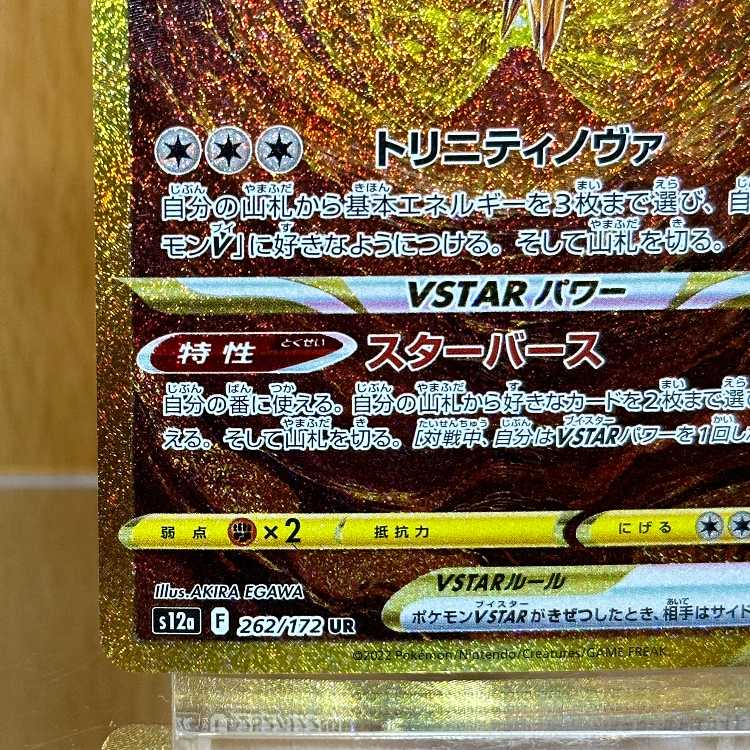 トリニティノヴァ
自分の山札から基本エネルギーを3枚まで選び、自
モンV」に好きなようにつける。そして山札を切る。
VSTARパワー
特性 とくせい スターバース
自分の番に使える。自分の山札から好きなカードを2枚まで選び
える。そして山札を切る。[対戦中、自分はVSTARパワーを1回し
弱点 ×2 抵抗力 にげる
Illus.AKIRA EGAWA
VSTARルール
s12a F 262/172 UR
ポケモンVSTARがきぜつしたとき、相手はサイド
©2022 Pokémon/Nintendo/Creatures/GAME FREAK